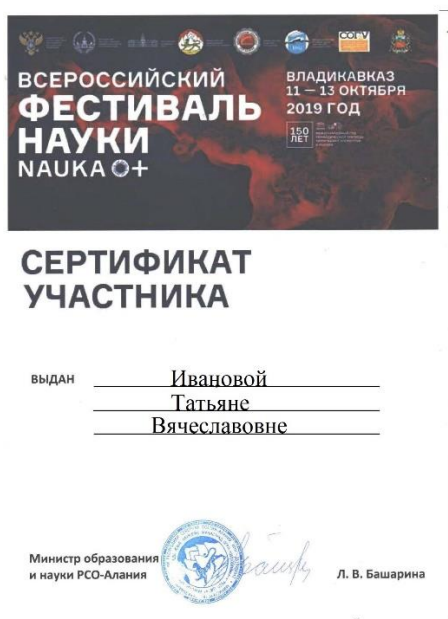 СОГУ
ВСЕРОССИЙСКИЙ
ФЕСТИВАЛЬ
НАУКИ
NAUKA 0+
ВЛАДИКАВКАЗ
11 — 13 ОКТЯБРЯ
2019 ГОД
150
ЛЕТ
СЕРТИФИКАТ
УЧАСТНИКА
ВЫДАН
Ивановой
Татьяне
Вячеславовне
Министр образования
и науки РСО-Алания
Л. В. Башарина